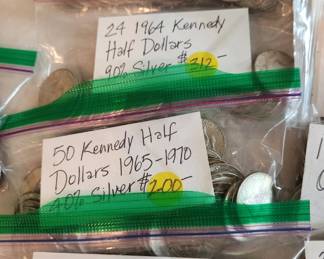 24 1964 Kennedy
Half Dollars
90% Silver $312-
50 Kennedy Half
Dollars 1965-1970
40% Silver $200-